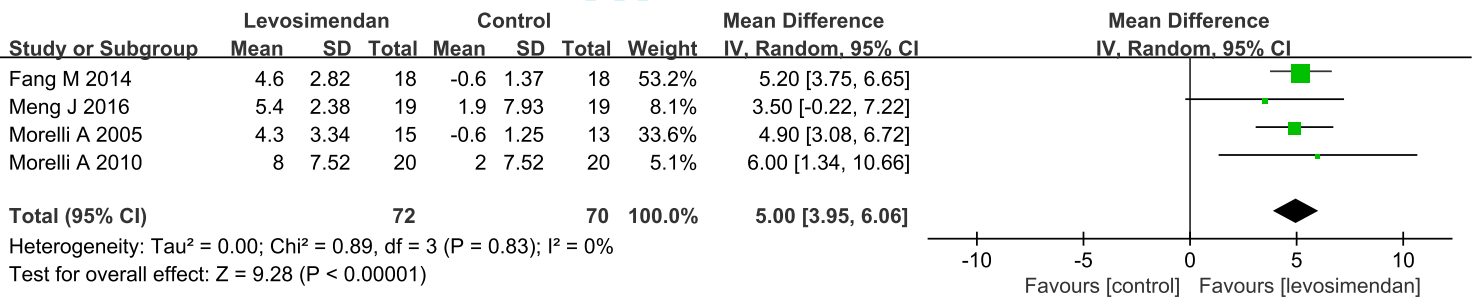 Levosimendan Control Mean Difference Mean Difference
Study or Subgroup Mean SD Total Mean SD Total Weight IV, Random, 95% CI IV, Random, 95% CI
Fang M 2014 4.6 2.82 18 -0.6 1.37 18 53.2% 5.20 [3.75, 6.65]
Meng J 2016 5.4 2.38 19 1.9 7.93 19 8.1% 3.50 [-0.22, 7.22]
Morelli A 2005 4.3 3.34 15 -0.6 1.25 13 33.6% 4.90 [3.08, 6.72]
Morelli A 2010 8 7.52 20 2 7.52 20 5.1% 6.00 [1.34, 10.66]
Total (95% CI) 72 70 100.0% 5.00 [3.95, 6.06]
Heterogeneity: Tau² = 0.00; Chi² = 0.89, df = 3 (P = 0.83); I² = 0%
Test for overall effect: Z = 9.28 (P < 0.00001)
-10 -5 0 5 10
Favours [control] Favours [levosimendan]